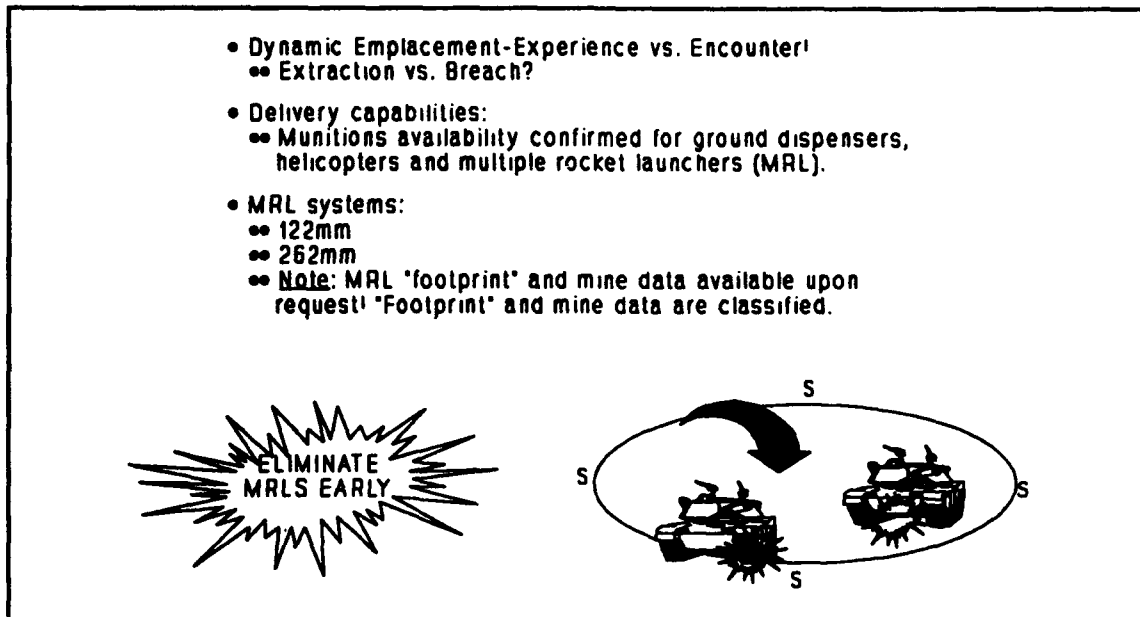 • Dynamic Emplacement-Experience vs. Encounter!
•• Extraction vs. Breach?
• Delivery capabilities:
•• Munitions availability confirmed for ground dispensers,
helicopters and multiple rocket launchers (MRL).
• MRL systems:
•• 122mm
•• 262mm
•• Note: MRL "footprint" and mine data available upon
request! "Footprint" and mine data are classified.
ELIMINATE
MRLS EARLY
S
S
S
S